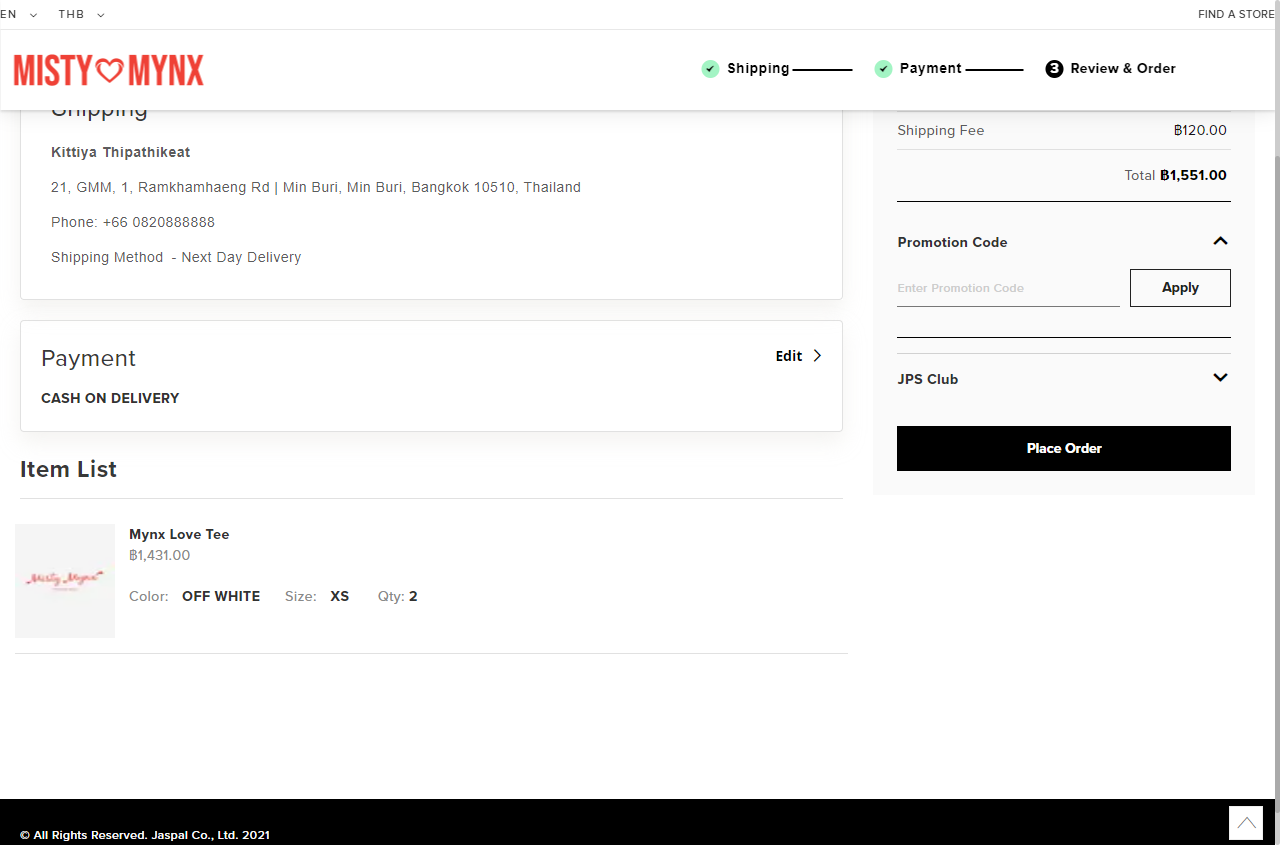 EN THB FIND A STORE
MISTY MYNX
Shipping Payment 3 Review & Order
Shipping
Kittiya Thipathikeat
21, GMM, 1, Ramkhamhaeng Rd | Min Buri, Min Buri, Bangkok 10510, Thailand
Phone: +66 0820888888
Shipping Method - Next Day Delivery
Payment
Edit
CASH ON DELIVERY
Item List
Mynx Love Tee
฿1,431.00
Color: OFF WHITE Size: XS Qty: 2
Misty Mynx
Shipping Fee ฿120.00
Total ฿1,551.00
Promotion Code
Enter Promotion Code Apply
JPS Club
Place Order
© All Rights Reserved. Jaspal Co., Ltd. 2021